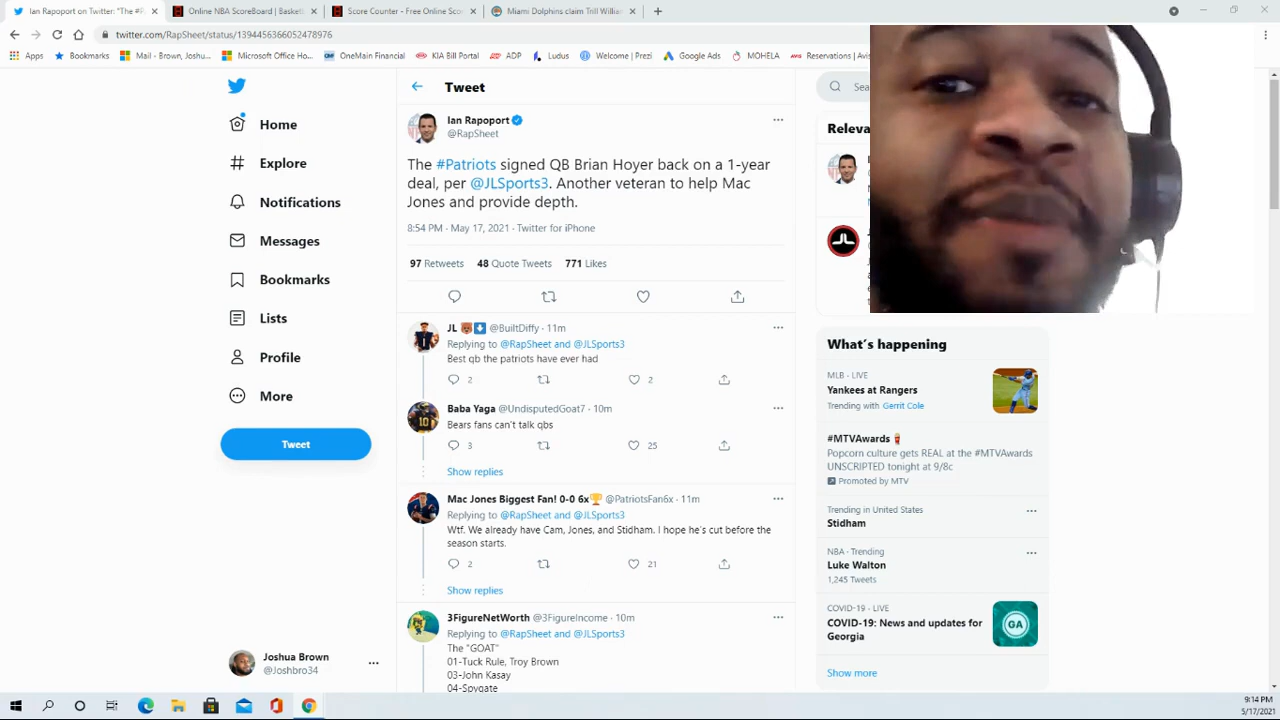 Ian Rapoport on Twitter: "The #P
Online NBA ScoreBoard | Basketb
Score Counter - Free Online Scor
Miami Dolphins claim Till William
twitter.com/RapSheet/status/1394456366052478976
Apps
Bookmarks
Mail - Brown, Joshu...
Microsoft Office Ho...
OneMain Financial
KIA Bill Portal
ADP
Ludus
Welcome | Prezi
Google Ads
MOHELA
Reservations | Avis
Home
Explore
Notifications
Messages
Bookmarks
Lists
Profile
More
Tweet
Joshua Brown
@Joshbro34
Tweet
Ian Rapoport
@RapSheet
The #Patriots signed QB Brian Hoyer back on a 1-year
deal, per @JLSports3. Another veteran to help Mac
Jones and provide depth.
8:54 PM · May 17, 2021 · Twitter for iPhone
97 Retweets 48 Quote Tweets 771 Likes
JL @BuiltDiffy · 11m
Replying to @RapSheet and @JLSports3
Best qb the patriots have ever had
2 2
Baba Yaga @UndisputedGoat7 · 10m
Bears fans can't talk qbs
3 25
Show replies
Mac Jones Biggest Fan! 0-0 6x @PatriotsFan6x · 11m
Replying to @RapSheet and @JLSports3
Wtf. We already have Cam, Jones, and Stidham. I hope he's cut before the
season starts.
2 21
Show replies
3FigureNetWorth @3FigureIncome · 10m
Replying to @RapSheet and @JLSports3
The "GOAT"
01-Tuck Rule, Troy Brown
03-John Kasay
04-Spygate
Sea
Releva
What's happening
MLB · LIVE
Yankees at Rangers
Trending with Gerrit Cole
#MTVAwards
Popcorn culture gets REAL at the #MTVAwards
UNSCRIPTED tonight at 9/8c
Promoted by MTV
Trending in United States
Stidham
NBA · Trending
Luke Walton
1,245 Tweets
COVID-19 · LIVE
COVID-19: News and updates for
Georgia
GA
Show more
9:14 PM
5/17/2021